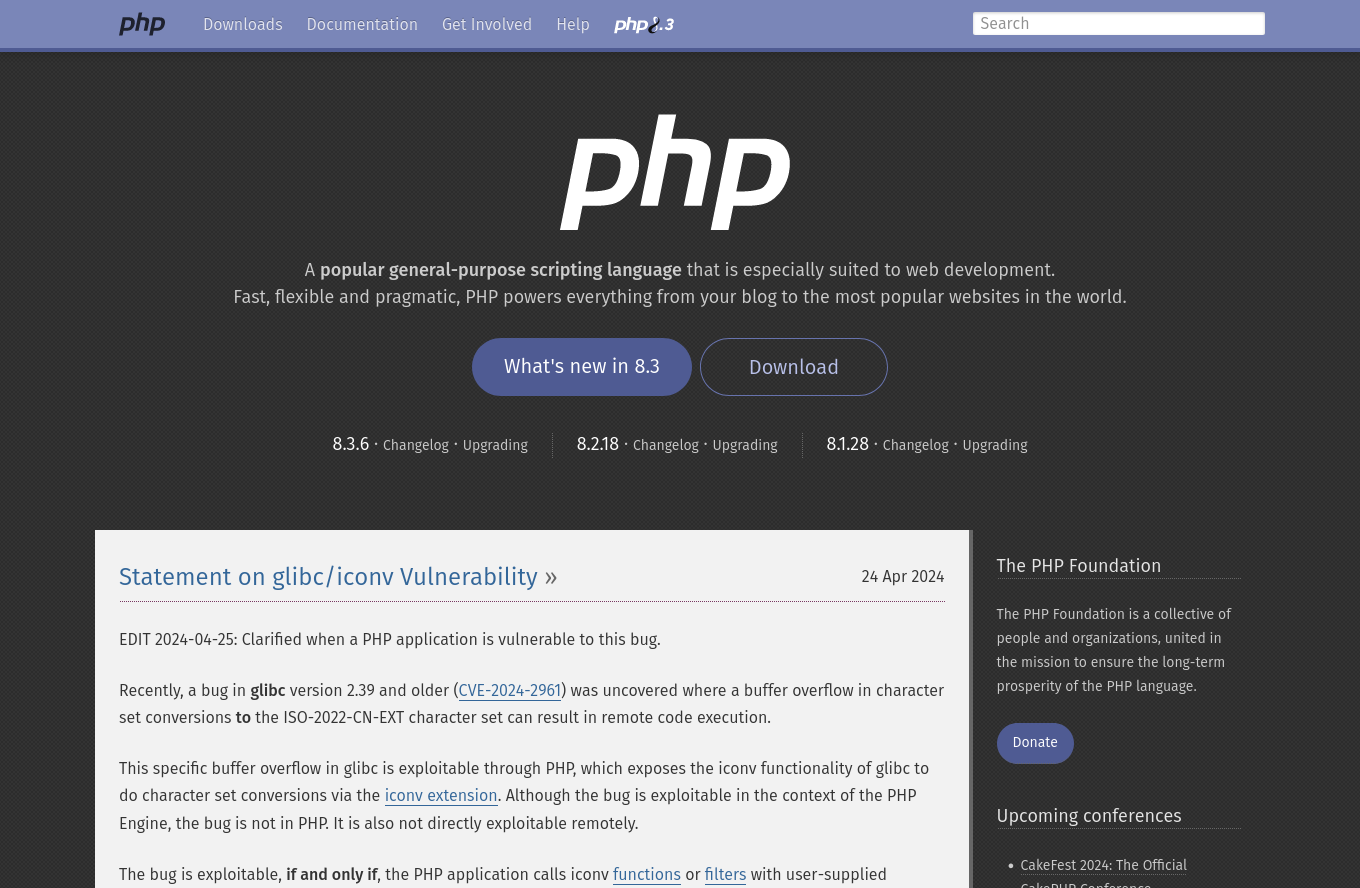 php
Downloads
Documentation
Get Involved
Help
php8.3
Search
php
A popular general-purpose scripting language that is especially suited to web development.
Fast, flexible and pragmatic, PHP powers everything from your blog to the most popular websites in the world.
What's new in 8.3
Download
8.3.6 · Changelog · Upgrading
8.2.18 · Changelog · Upgrading
8.1.28 · Changelog · Upgrading
Statement on glibc/iconv Vulnerability »
24 Apr 2024
EDIT 2024-04-25: Clarified when a PHP application is vulnerable to this bug.
Recently, a bug in glibc version 2.39 and older (CVE-2024-2961) was uncovered where a buffer overflow in character
set conversions to the ISO-2022-CN-EXT character set can result in remote code execution.
This specific buffer overflow in glibc is exploitable through PHP, which exposes the iconv functionality of glibc to
do character set conversions via the iconv extension. Although the bug is exploitable in the context of the PHP
Engine, the bug is not in PHP. It is also not directly exploitable remotely.
The bug is exploitable, if and only if, the PHP application calls iconv functions or filters with user-supplied
The PHP Foundation
The PHP Foundation is a collective of
people and organizations, united in
the mission to ensure the long-term
prosperity of the PHP language.
Donate
Upcoming conferences
• CakeFest 2024: The Official
CakePHP Conference